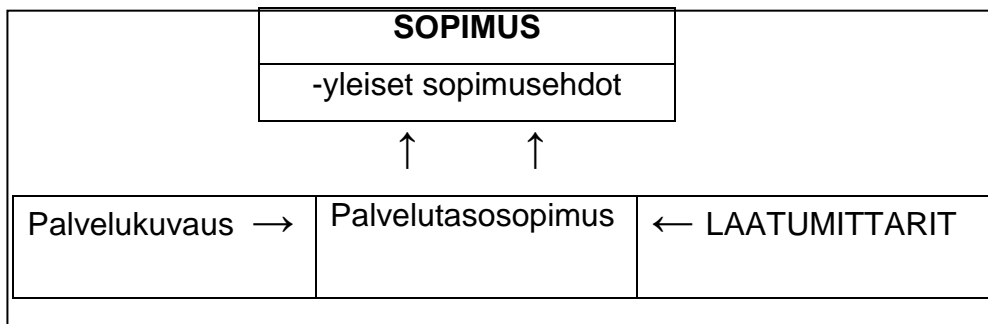 SOPIMUS
-yleiset sopimusehdot
↑ ↑
Palvelukuvaus → Palvelutasosopimus ← LAATUMITTARIT